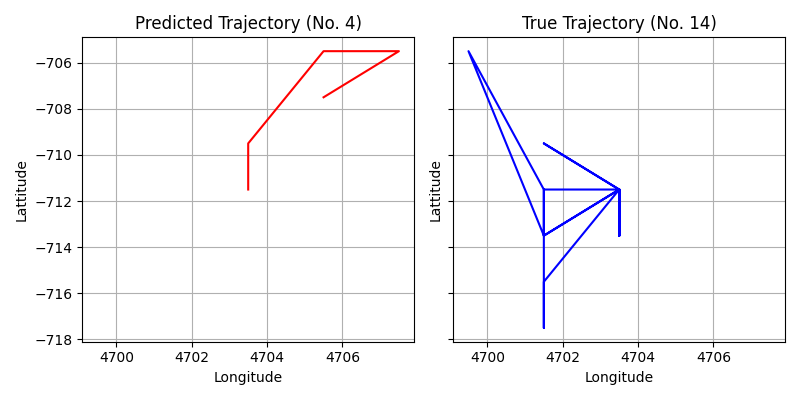 Predicted Trajectory (No. 4)
True Trajectory (No. 14)
−706
−708
−710
−712
−714
−716
−718
Lattitude
Lattitude
4700 4702 4704 4706
4700 4702 4704 4706
Longitude
Longitude